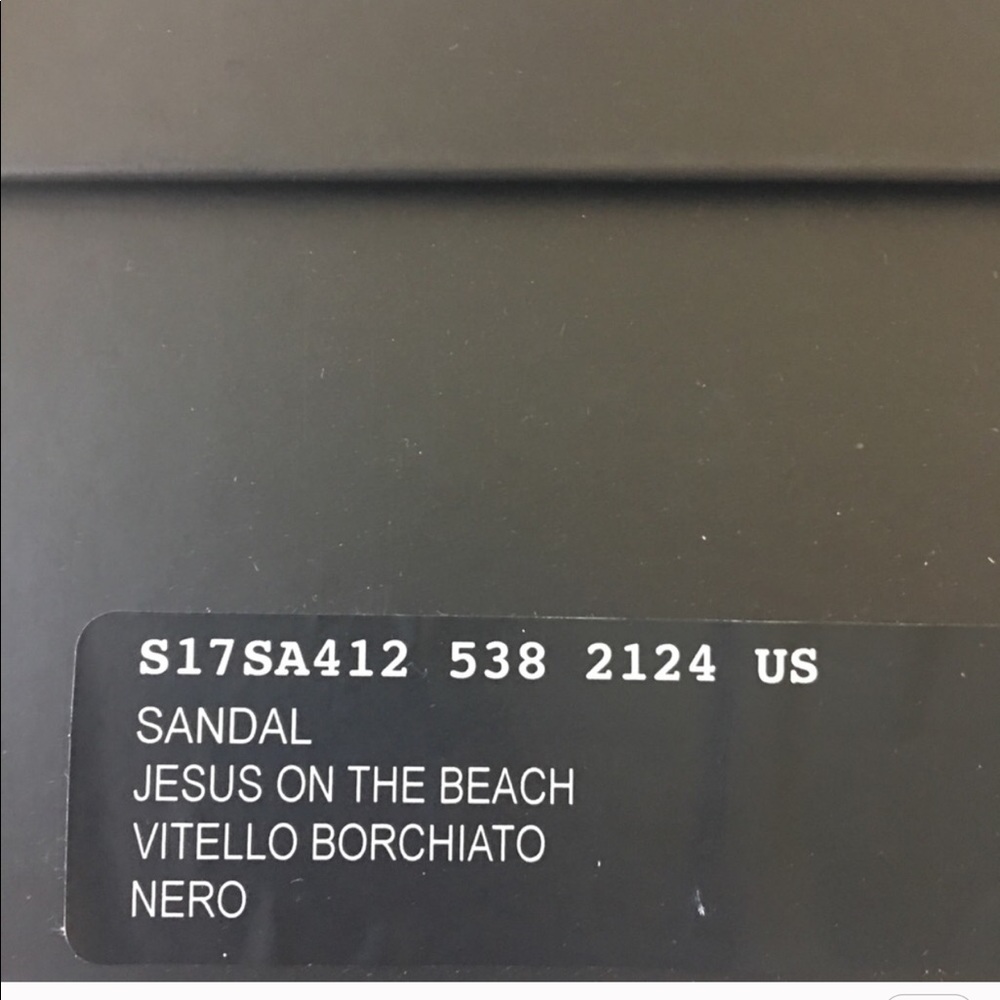 S17SA412 538 2124 US
SANDAL
JESUS ON THE BEACH
VITELLO BORCHIATO
NERO